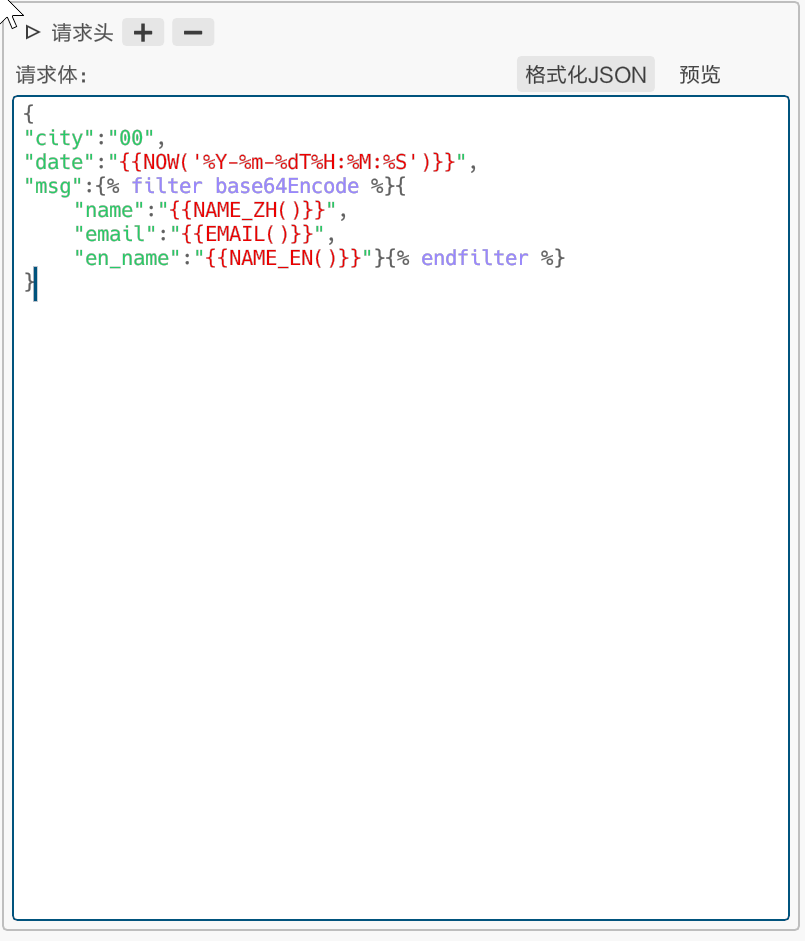 请求头
请求体:
格式化JSON 预览
{
"city":"00",
"date":"{{NOW('%Y-%m-%dT%H:%M:%S')}}",
"msg":{% filter base64Encode %}{
    "name":"{{NAME_ZH()}}",
    "email":"{{EMAIL()}}",
    "en_name":"{{NAME_EN()}}"}{% endfilter %}
}